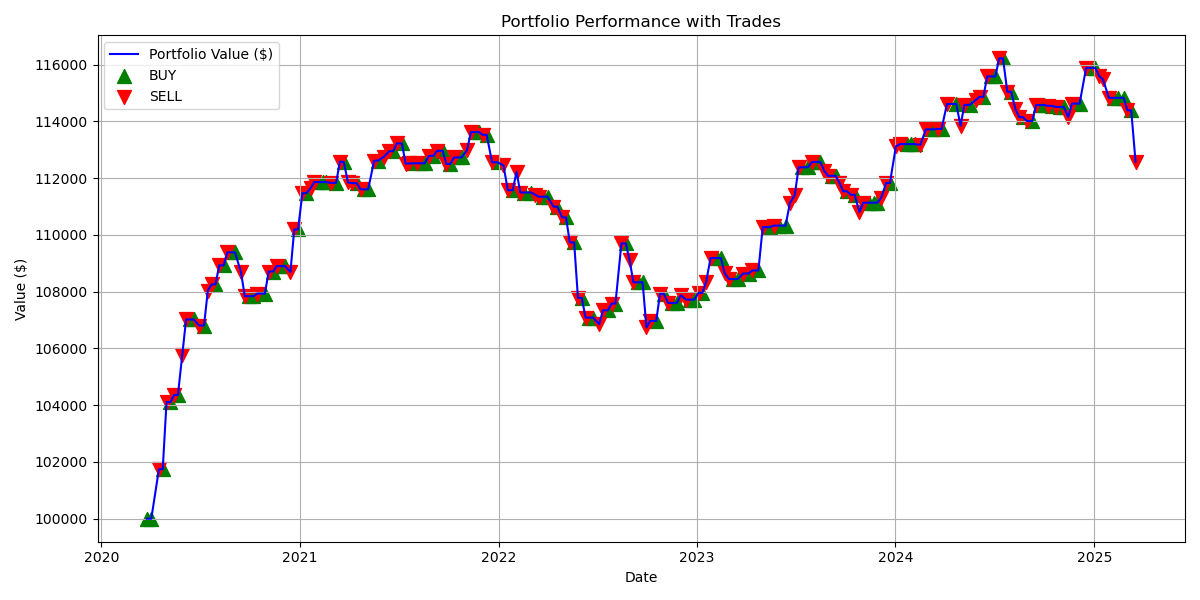 Portfolio Performance with Trades
Portfolio Value ($)
BUY
SELL
116000
114000
112000
110000
108000
106000
104000
102000
100000
Value ($)
2020
2021
2022
2023
2024
2025
Date